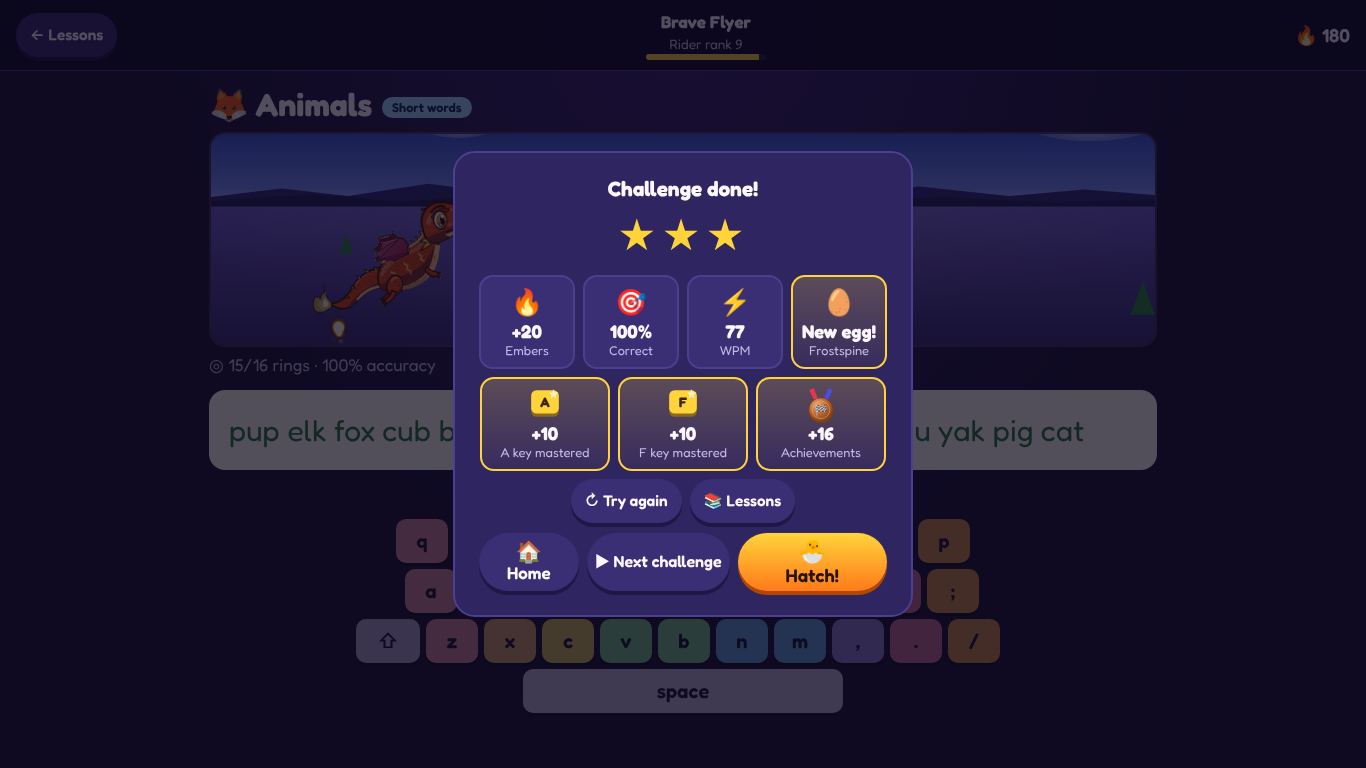 ← Lessons
Brave Flyer
Rider rank 9
180
Animals
Short words
Challenge done!
+20
Embers
100%
Correct
77
WPM
New egg!
Frostspine
15/16 rings · 100% accuracy
A
+10
A key mastered
F
+10
F key mastered
+16
Achievements
pup elk fox cub b
u yak pig cat
↻ Try again
Lessons
Home
▶ Next challenge
Hatch!
q
p
a
;
⇧ z x c v b n m , . /
space